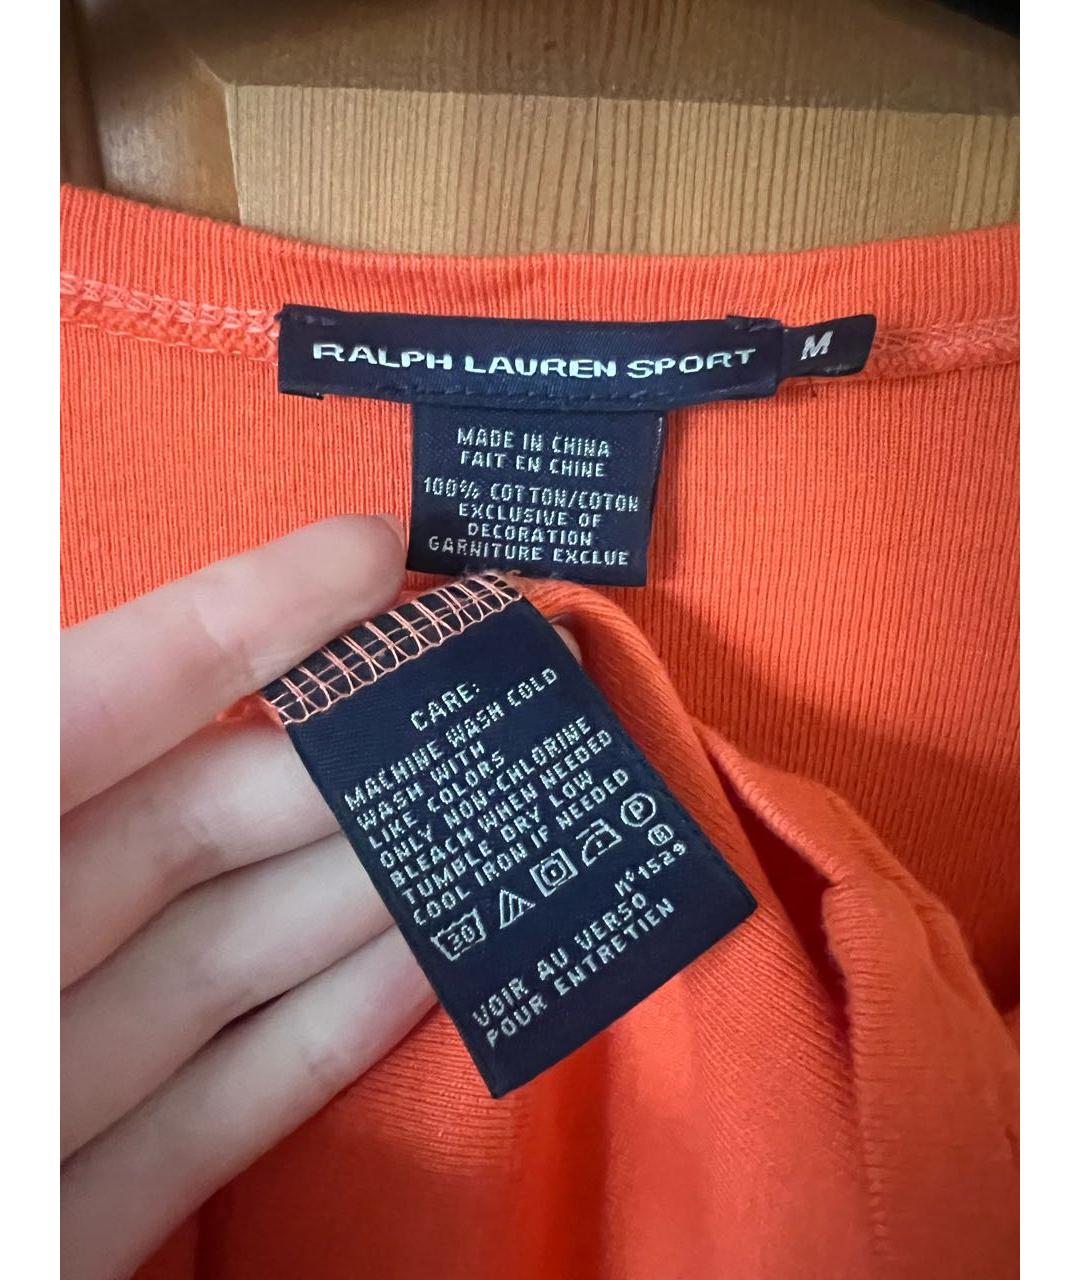 RALPH LAUREN SPORT M
MADE IN CHINA
FAIT EN CHINE
100% COTTON/COTON
EXCLUSIVE OF
DECORATION
GARNITURE EXCLUE
CARE:
MACHINE WASH COLD
WASH WITH
LIKE COLORS
ONLY NON-CHLORINE
BLEACH WHEN NEEDED
TUMBLE DRY LOW
COOL IRON IF NEEDED
30 P
R
N°1529
VOIR AU VERSO
POUR ENTRETIEN